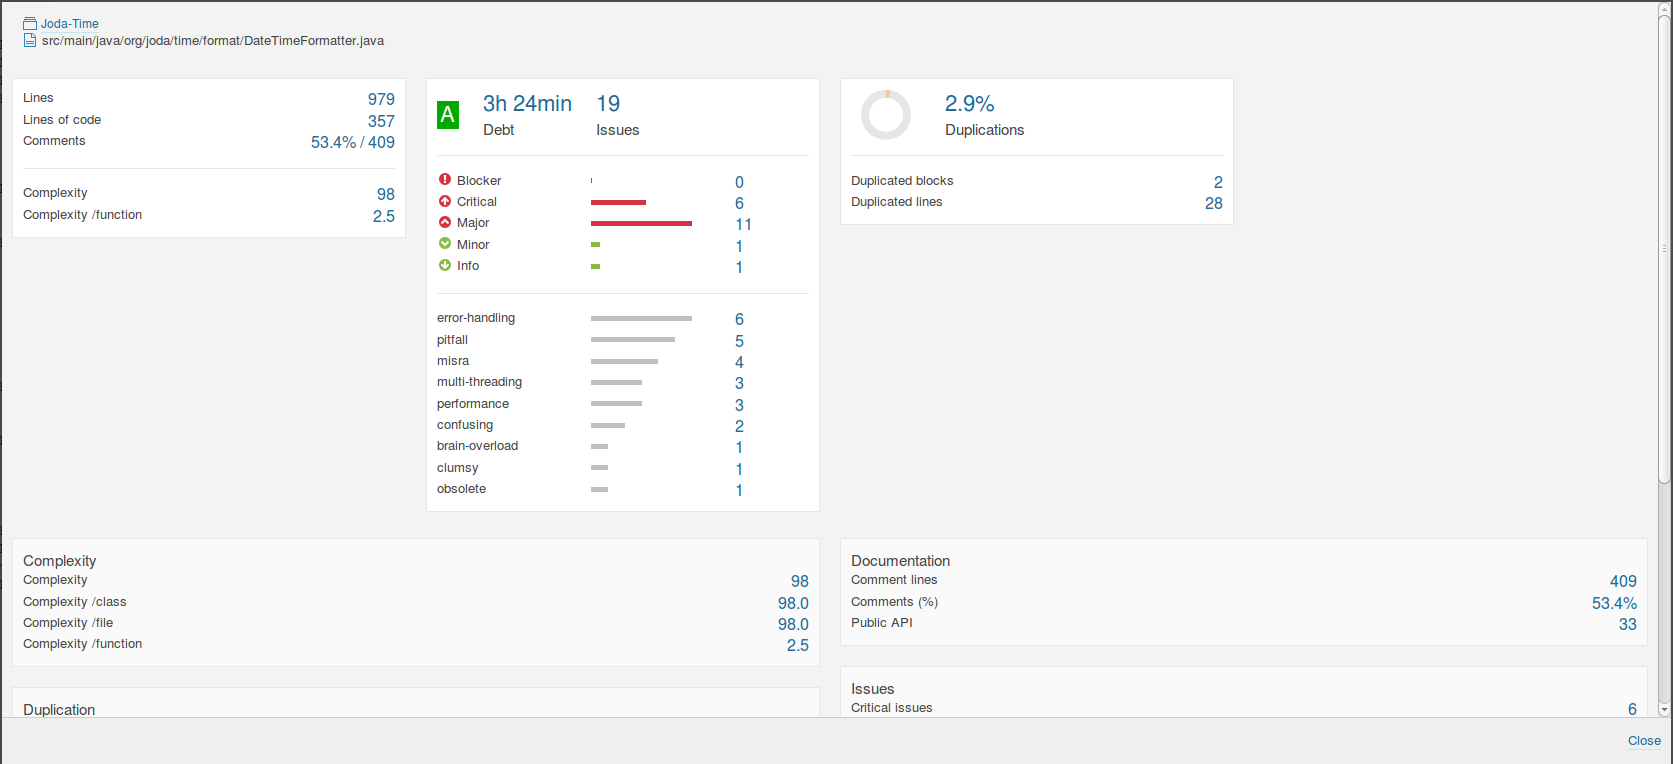 Joda-Time
src/main/java/org/joda/time/format/DateTimeFormatter.java
Lines 979
Lines of code 357
Comments 53.4% / 409
Complexity 98
Complexity /function 2.5
A 3h 24min 19
Debt Issues
Blocker 0
Critical 6
Major 11
Minor 1
Info 1
error-handling 6
pitfall 5
misra 4
multi-threading 3
performance 3
confusing 2
brain-overload 1
clumsy 1
obsolete 1
2.9%
Duplications
Duplicated blocks 2
Duplicated lines 28
Complexity
Complexity 98
Complexity /class 98.0
Complexity /file 98.0
Complexity /function 2.5
Duplication
Documentation
Comment lines 409
Comments (%) 53.4%
Public API 33
Issues
Critical issues 6
Close